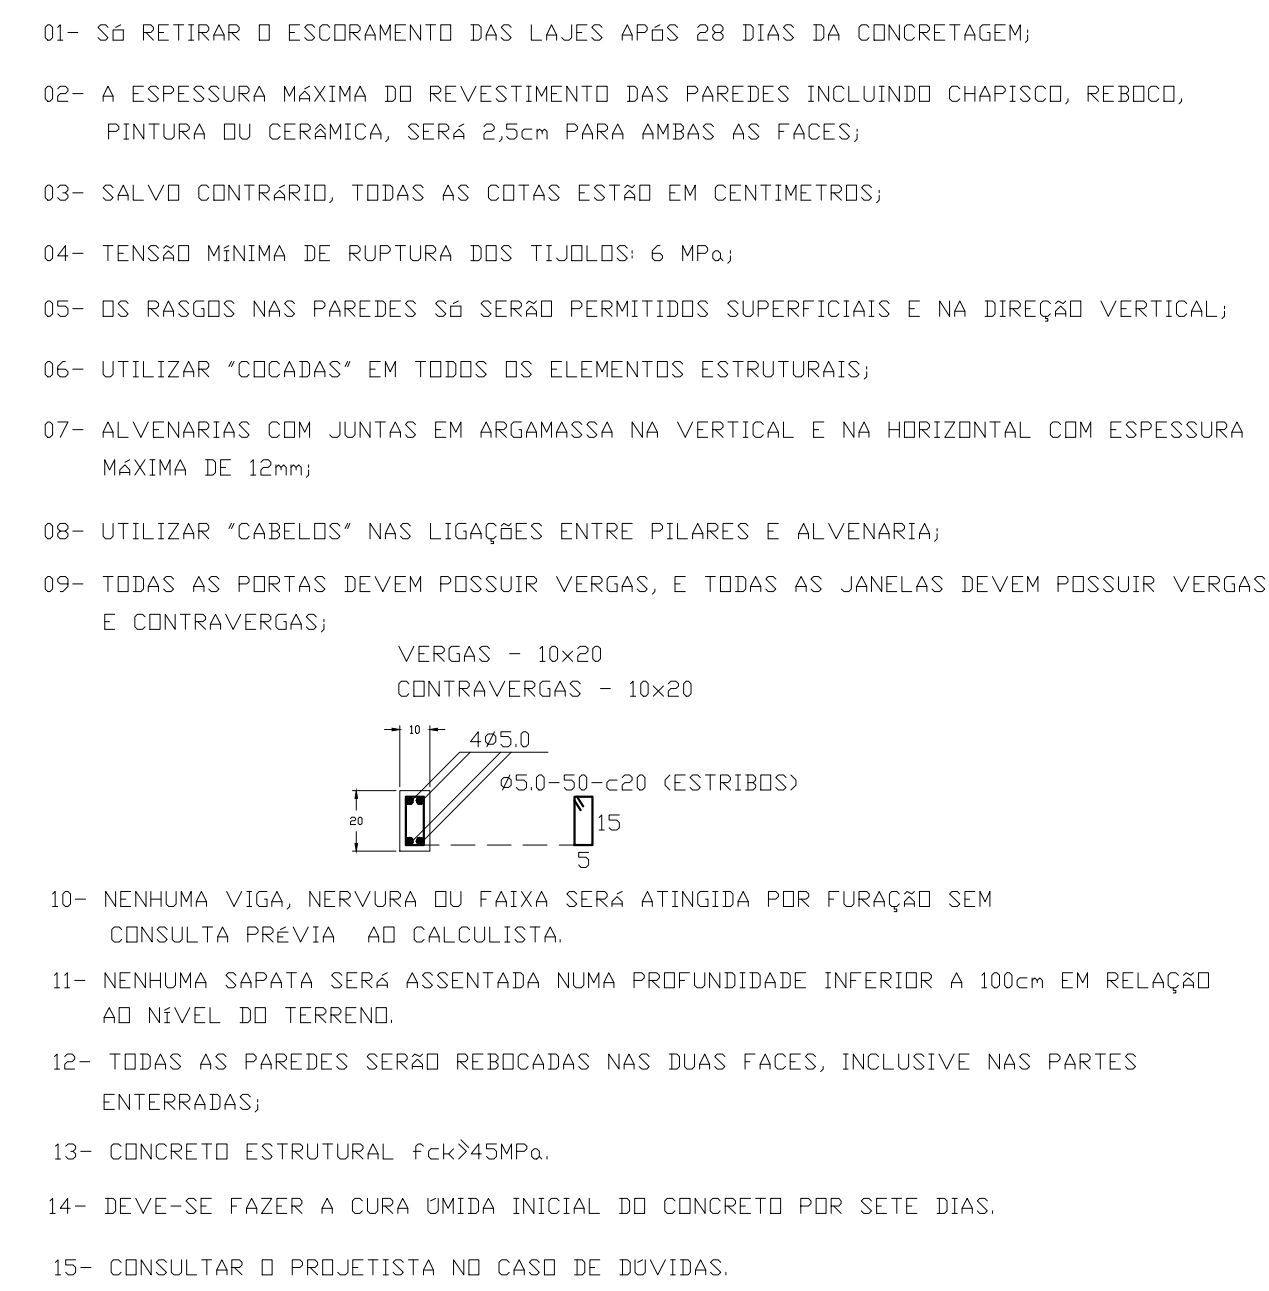 01- Só RETIRAR O ESCORAMENTO DAS LAJES APóS 28 DIAS DA CONCRETAGEM;
02- A ESPESSURA MáXIMA DO REVESTIMENTO DAS PAREDES INCLUINDO CHAPISCO, REBOCO,
PINTURA OU CERÂMICA, SERá 2,5cm PARA AMBAS AS FACES;
03- SALVO CONTRáRIO, TODAS AS COTAS ESTÃO EM CENTIMETROS;
04- TENSÃO MíNIMA DE RUPTURA DOS TIJOLOS: 6 MPa;
05- OS RASGOS NAS PAREDES Só SERÃO PERMITIDOS SUPERFICIAIS E NA DIREÇÃO VERTICAL;
06- UTILIZAR "COCADAS" EM TODOS OS ELEMENTOS ESTRUTURAIS;
07- ALVENARIAS COM JUNTAS EM ARGAMASSA NA VERTICAL E NA HORIZONTAL COM ESPESSURA
MáXIMA DE 12mm;
08- UTILIZAR "CABELOS" NAS LIGAÇÕES ENTRE PILARES E ALVENARIA;
09- TODAS AS PORTAS DEVEM POSSUIR VERGAS, E TODAS AS JANELAS DEVEM POSSUIR VERGAS
E CONTRAVERGAS;
VERGAS - 10x20
CONTRAVERGAS - 10x20
10
4Ø5.0
Ø5.0-50-c20 (ESTRIBOS)
20
15
5
10- NENHUMA VIGA, NERVURA OU FAIXA SERá ATINGIDA POR FURAÇÃO SEM
CONSULTA PRÉVIA AO CALCULISTA.
11- NENHUMA SAPATA SERá ASSENTADA NUMA PROFUNDIDADE INFERIOR A 100cm EM RELAÇÃO
AO NíVEL DO TERRENO.
12- TODAS AS PAREDES SERÃO REBOCADAS NAS DUAS FACES, INCLUSIVE NAS PARTES
ENTERRADAS;
13- CONCRETO ESTRUTURAL fck⩾45MPa.
14- DEVE-SE FAZER A CURA ÚMIDA INICIAL DO CONCRETO POR SETE DIAS.
15- CONSULTAR O PROJETISTA NO CASO DE DÚVIDAS.